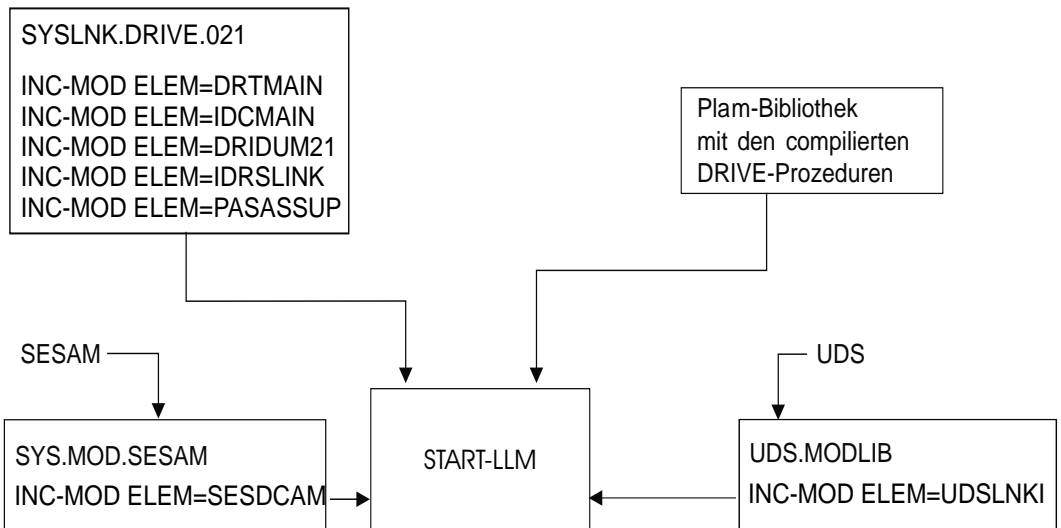 SYSLNK.DRIVE.021
INC-MOD ELEM=DRTMAIN
INC-MOD ELEM=IDCMAIN
INC-MOD ELEM=DRIDUM21
INC-MOD ELEM=IDRSLINK
INC-MOD ELEM=PASASSUP
Plam-Bibliothek
mit den compilierten
DRIVE-Prozeduren
SESAM
UDS
SYS.MOD.SESAM
INC-MOD ELEM=SESDCAM
START-LLM
UDS.MODLIB
INC-MOD ELEM=UDSLNKI